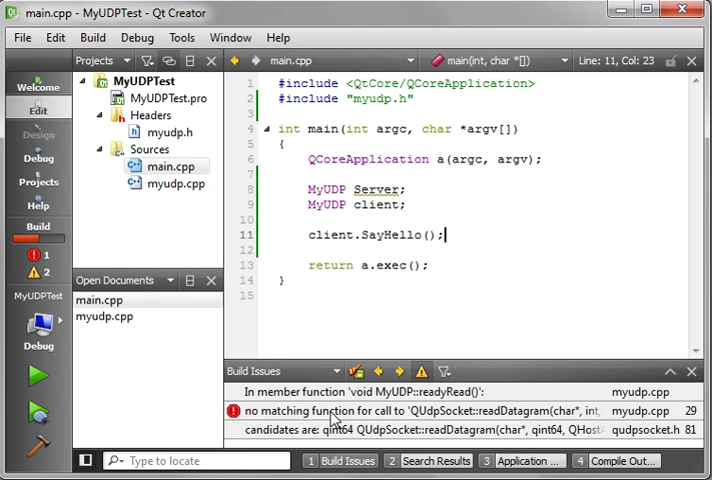 main.cpp - MyUDPTest - Qt Creator
File Edit Build Debug Tools Window Help
Projects main.cpp main(int, char *[]) Line: 11, Col: 23
Welcome
Edit
Design
Debug
Projects
Help
Build
1
2
MyUDPTest
Debug
MyUDPTest
MyUDPTest.pro
Headers
myudp.h
Sources
main.cpp
myudp.cpp
Open Documents
main.cpp
myudp.cpp
1 #include <QtCore/QCoreApplication>
2 #include "myudp.h"
3
4 int main(int argc, char *argv[])
5 {
6 QCoreApplication a(argc, argv);
7
8 MyUDP Server;
9 MyUDP client;
10
11 client.SayHello();
12
13 return a.exec();
14 }
15
Build Issues
In member function 'void MyUDP::readyRead()': myudp.cpp
no matching function for call to 'QUdpSocket::readDatagram(char*, int, myudp.cpp 29
candidates are: qint64 QUdpSocket::readDatagram(char*, qint64, QHostA qudpsocket.h 81
Type to locate 1 Build Issues 2 Search Results 3 Application ... 4 Compile Out...